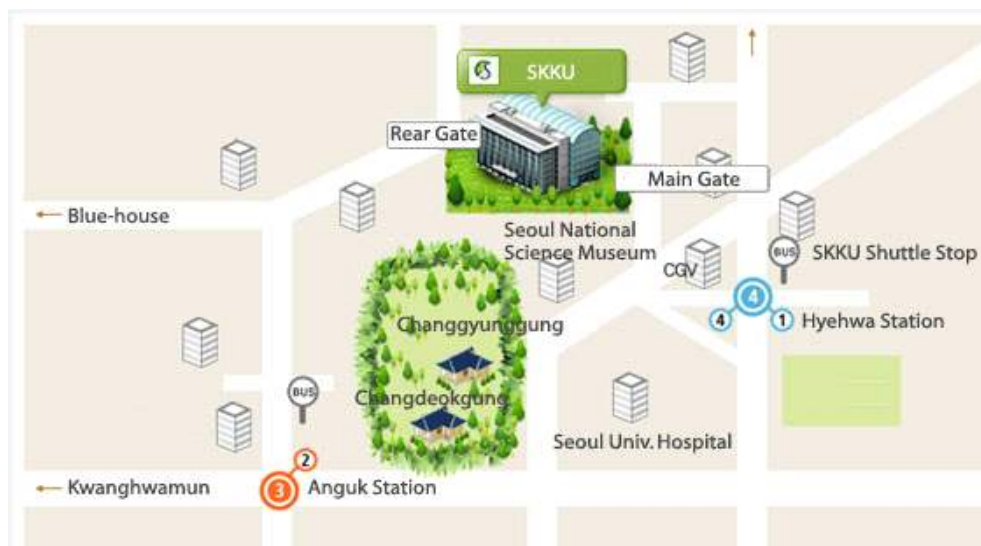 SKKU
Rear Gate
Main Gate
Blue-house
Seoul National
Science Museum
BUS
SKKU Shuttle Stop
CGV
4
4
1
Hyehwa Station
Changgyunggung
BUS
Changdeokgung
Seoul Univ. Hospital
2
Kwanghwamun
3
Anguk Station